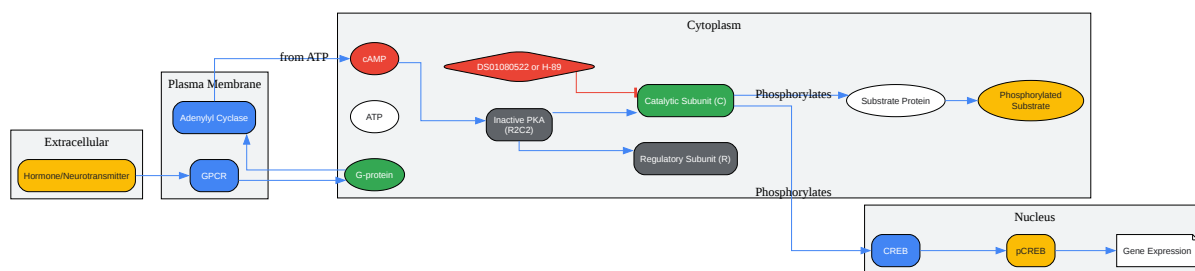 Cytoplasm
from ATP
cAMP
DS01080522 or H-89
Plasma Membrane
Phosphorylates
Catalytic Subunit (C)
Substrate Protein
Phosphorylated
Substrate
Adenylyl Cyclase
ATP
Inactive PKA
(R2C2)
Extracellular
Regulatory Subunit (R)
Hormone/Neurotransmitter
GPCR
G-protein
Phosphorylates
Nucleus
CREB
pCREB
Gene Expression